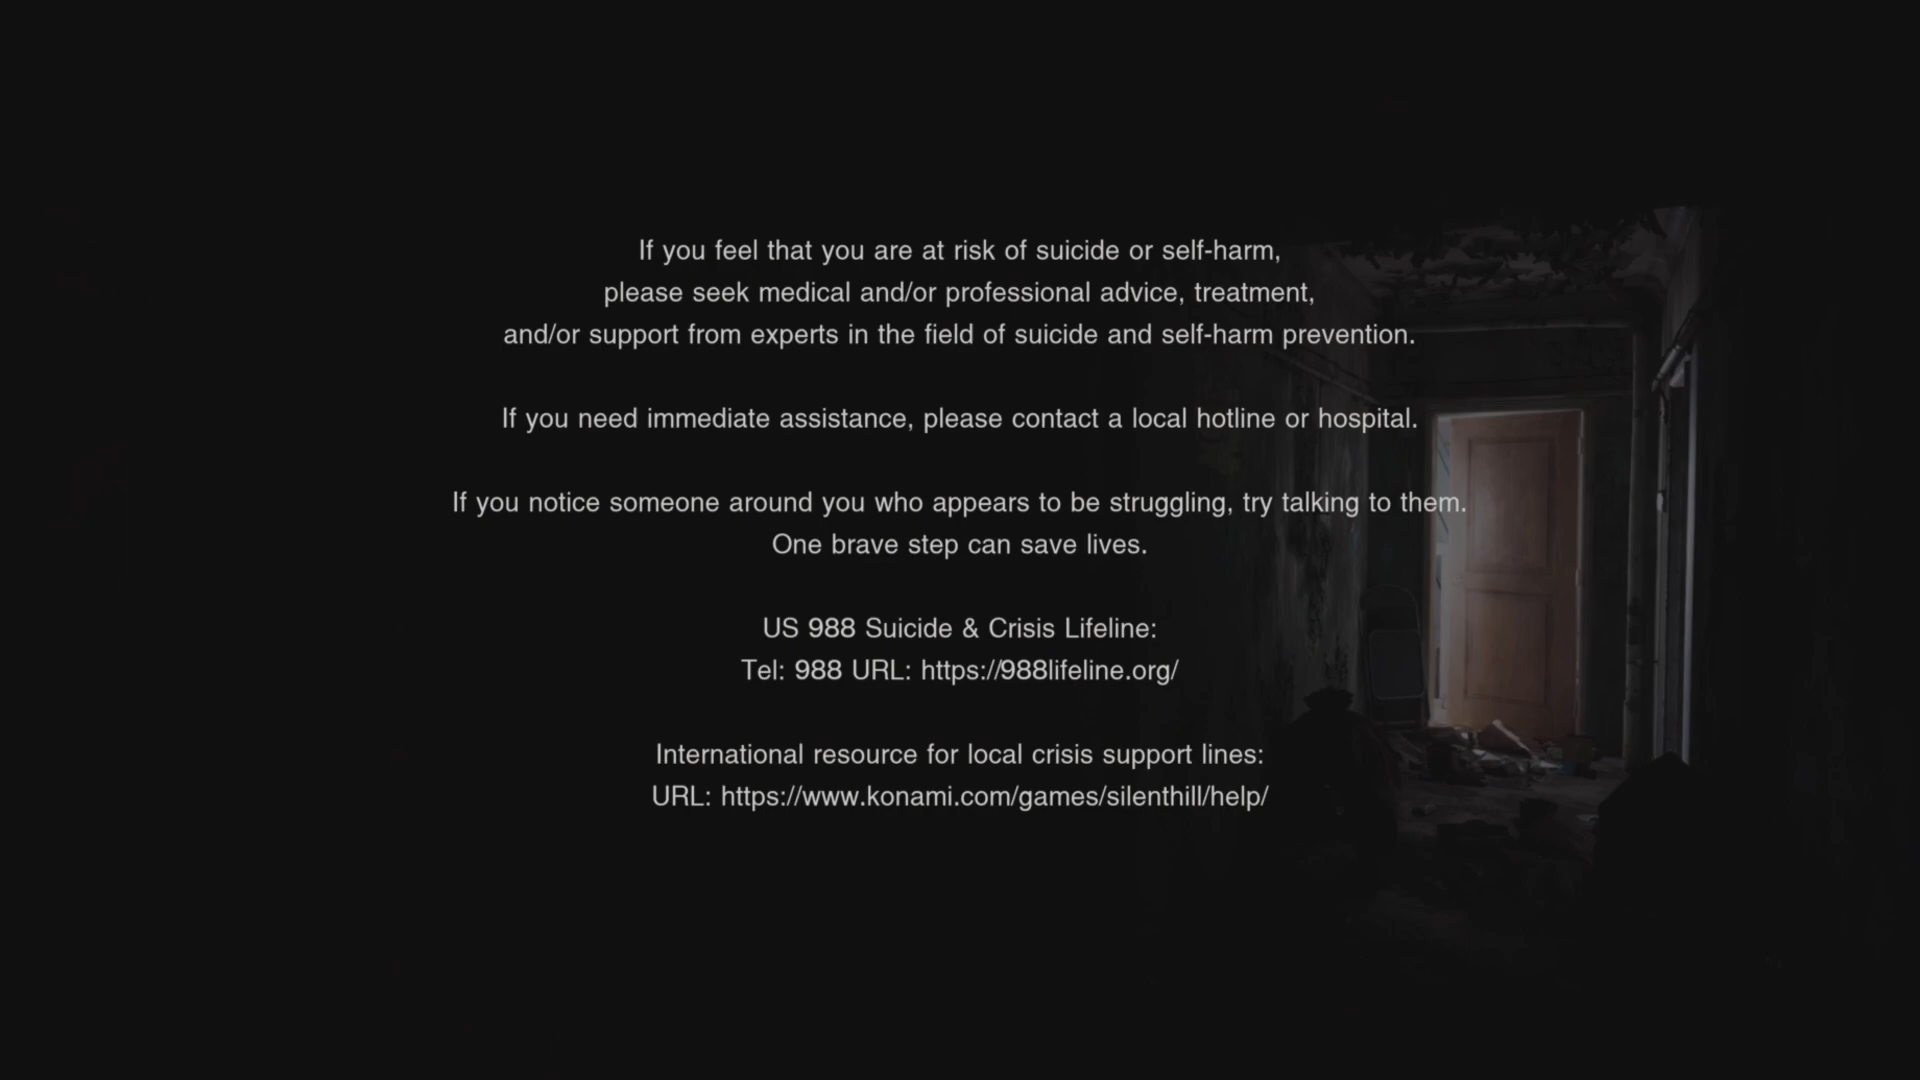 If you feel that you are at risk of suicide or self-harm,
please seek medical and/or professional advice, treatment,
and/or support from experts in the field of suicide and self-harm prevention.
If you need immediate assistance, please contact a local hotline or hospital.
If you notice someone around you who appears to be struggling, try talking to them.
One brave step can save lives.
US 988 Suicide & Crisis Lifeline:
Tel: 988 URL: https://988lifeline.org/
International resource for local crisis support lines:
URL: https://www.konami.com/games/silenthill/help/